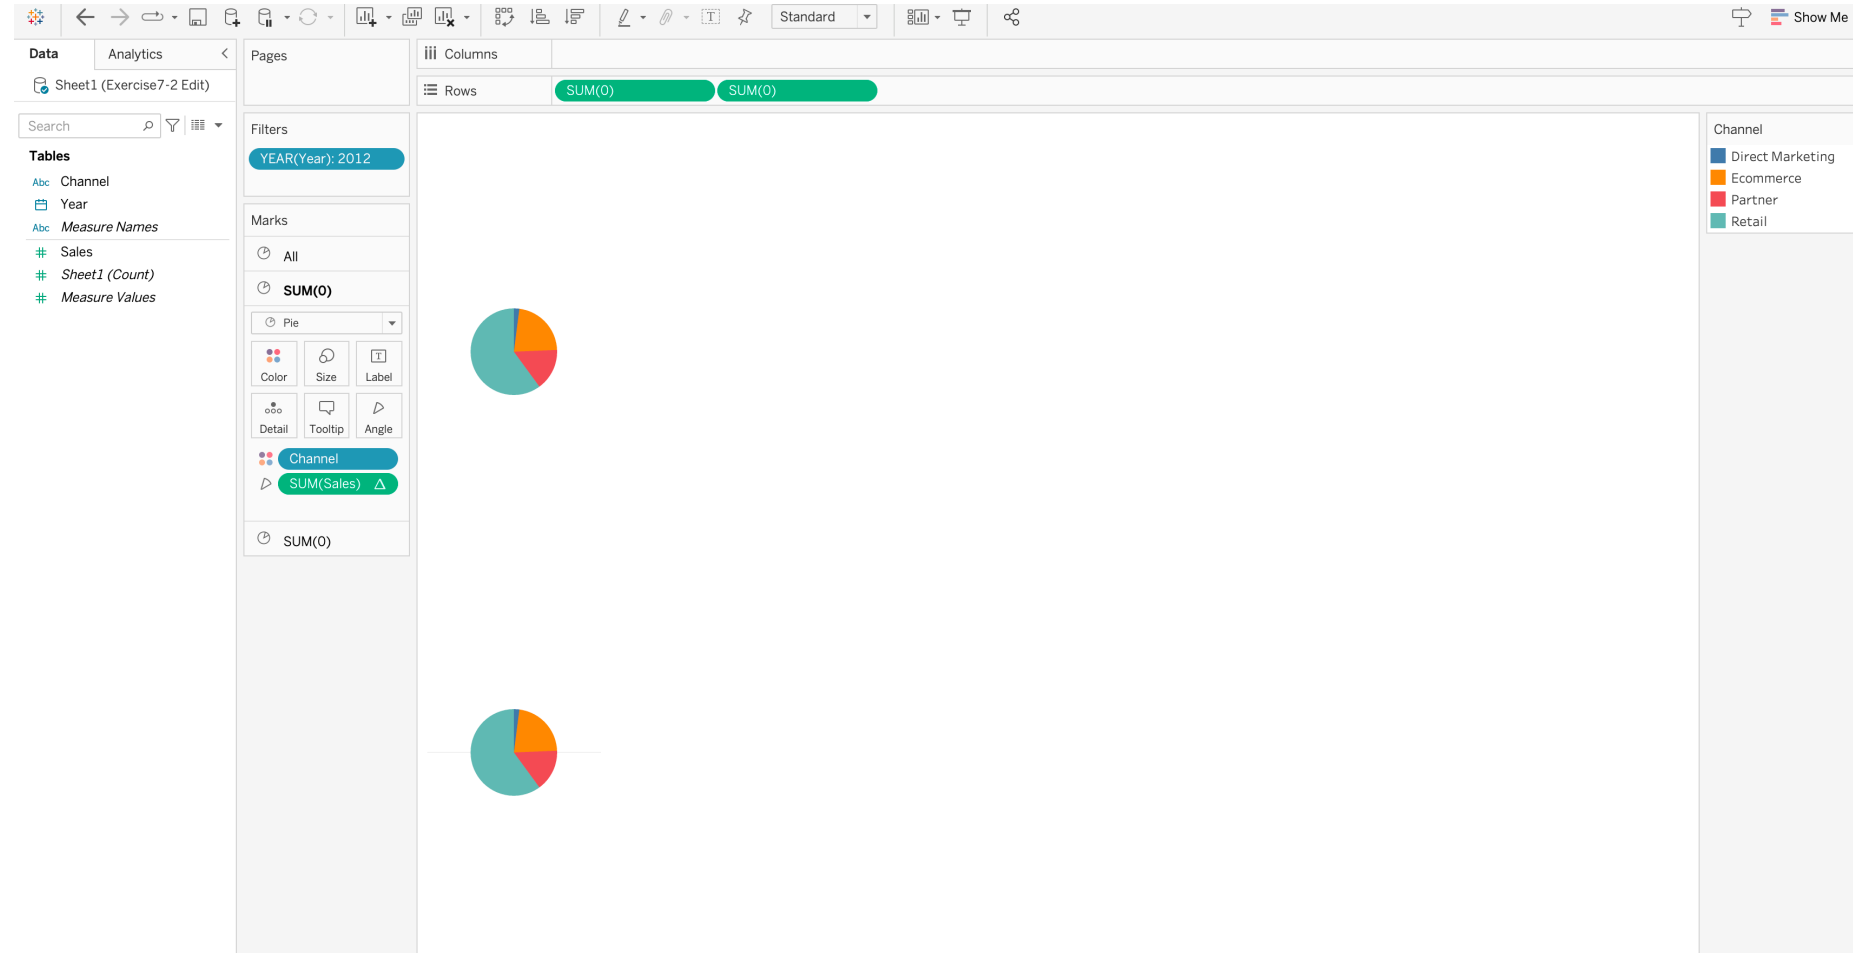 Standard
Show Me
Data
Analytics
Sheet1 (Exercise7-2 Edit)
Search
Tables
Abc Channel
Year
Abc Measure Names
Sales
Sheet1 (Count)
Measure Values
Pages
Filters
YEAR(Year): 2012
Marks
All
SUM(0)
Pie
Color
Size
T
Label
Detail
Tooltip
Angle
Channel
SUM(Sales) Δ
SUM(0)
Columns
Rows
SUM(0)
SUM(0)
Channel
Direct Marketing
Ecommerce
Partner
Retail